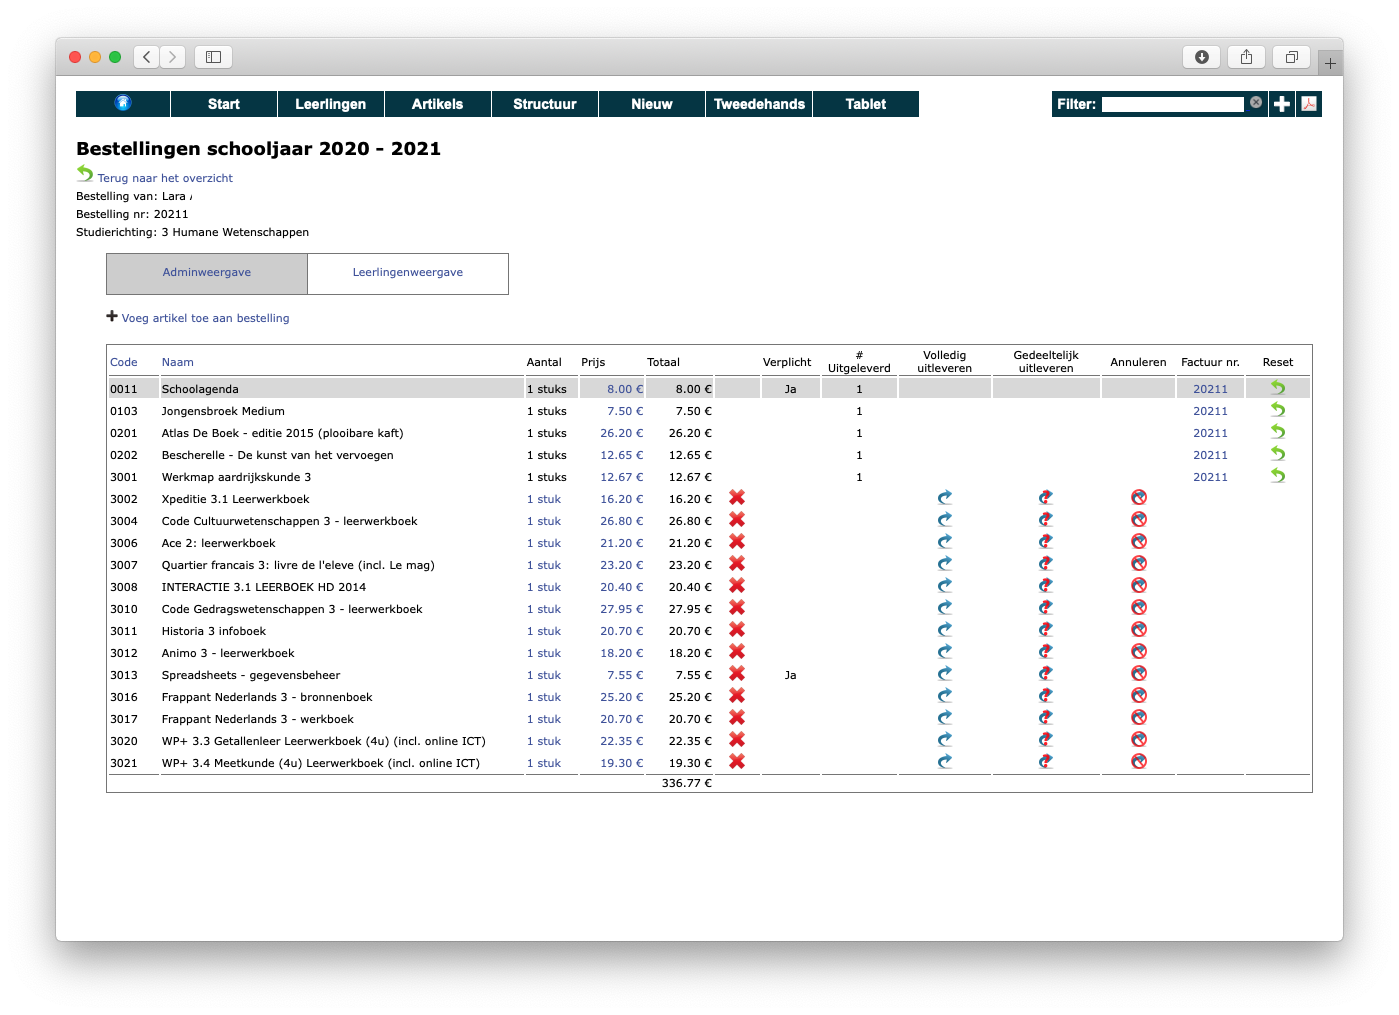 Start Leerlingen Artikels Structuur Nieuw Tweedehands Tablet Filter:
Bestellingen schooljaar 2020 - 2021
Terug naar het overzicht
Bestelling van: Lara
Bestelling nr: 20211
Studierichting: 3 Humane Wetenschappen
Adminweergave Leerlingenweergave
Voeg artikel toe aan bestelling
Code Naam Aantal Prijs Totaal Verplicht # Uitgeleverd Volledig uitleveren Gedeeltelijk uitleveren Annuleren Factuur nr. Reset
0011 Schoolagenda 1 stuks 8.00 € 8.00 € Ja 1 20211
0103 Jongensbroek Medium 1 stuks 7.50 € 7.50 € 1 20211
0201 Atlas De Boek - editie 2015 (plooibare kaft) 1 stuks 26.20 € 26.20 € 1 20211
0202 Bescherelle - De kunst van het vervoegen 1 stuks 12.65 € 12.65 € 1 20211
3001 Werkmap aardrijkskunde 3 1 stuks 12.67 € 12.67 € 1 20211
3002 Xpeditie 3.1 Leerwerkboek 1 stuk 16.20 € 16.20 €
3004 Code Cultuurwetenschappen 3 - leerwerkboek 1 stuk 26.80 € 26.80 €
3006 Ace 2: leerwerkboek 1 stuk 21.20 € 21.20 €
3007 Quartier francais 3: livre de l'eleve (incl. Le mag) 1 stuk 23.20 € 23.20 €
3008 INTERACTIE 3.1 LEERBOEK HD 2014 1 stuk 20.40 € 20.40 €
3010 Code Gedragswetenschappen 3 - leerwerkboek 1 stuk 27.95 € 27.95 €
3011 Historia 3 infoboek 1 stuk 20.70 € 20.70 €
3012 Animo 3 - leerwerkboek 1 stuk 18.20 € 18.20 €
3013 Spreadsheets - gegevensbeheer 1 stuk 7.55 € 7.55 € Ja
3016 Frappant Nederlands 3 - bronnenboek 1 stuk 25.20 € 25.20 €
3017 Frappant Nederlands 3 - werkboek 1 stuk 20.70 € 20.70 €
3020 WP+ 3.3 Getallenleer Leerwerkboek (4u) (incl. online ICT) 1 stuk 22.35 € 22.35 €
3021 WP+ 3.4 Meetkunde (4u) Leerwerkboek (incl. online ICT) 1 stuk 19.30 € 19.30 €
336.77 €